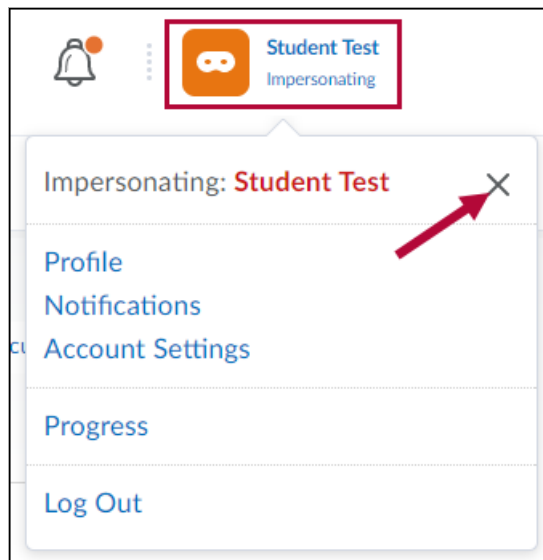 Student Test
Impersonating
Impersonating: Student Test
Profile
Notifications
Account Settings
Progress
Log Out